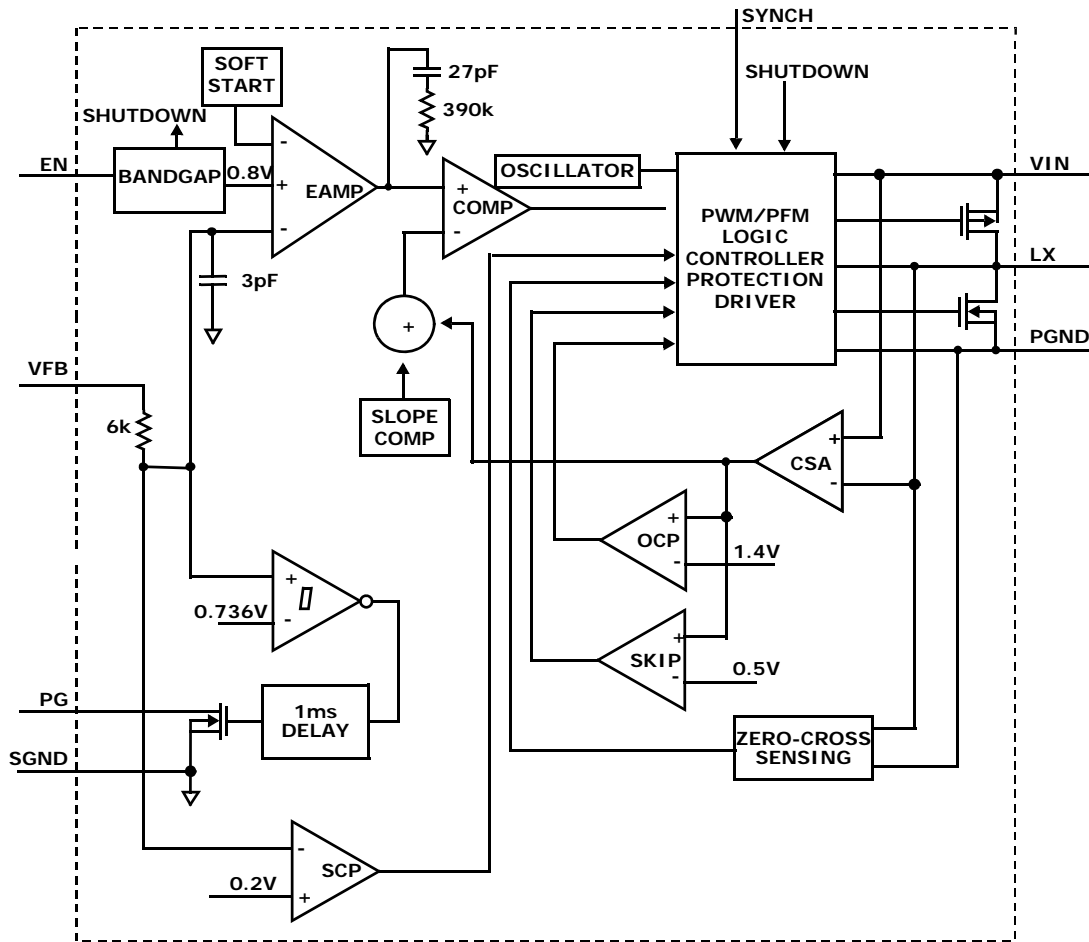 SYNCH
SOFT
START
27pF
390k
SHUTDOWN
SHUTDOWN
EN
BANDGAP
0.8V
-
+
-
EAMP
3pF
+
-
COMP
OSCILLATOR
PWM/PFM
LOGIC
CONTROLLER
PROTECTION
DRIVER
VIN
LX
PGND
+
SLOPE
COMP
VFB
6k
+
-
CSA
+
-
OCP
1.4V
+
-
SKIP
0.5V
+
-
0.736V
PG
1ms
DELAY
SGND
ZERO-CROSS
SENSING
-
+
SCP
0.2V